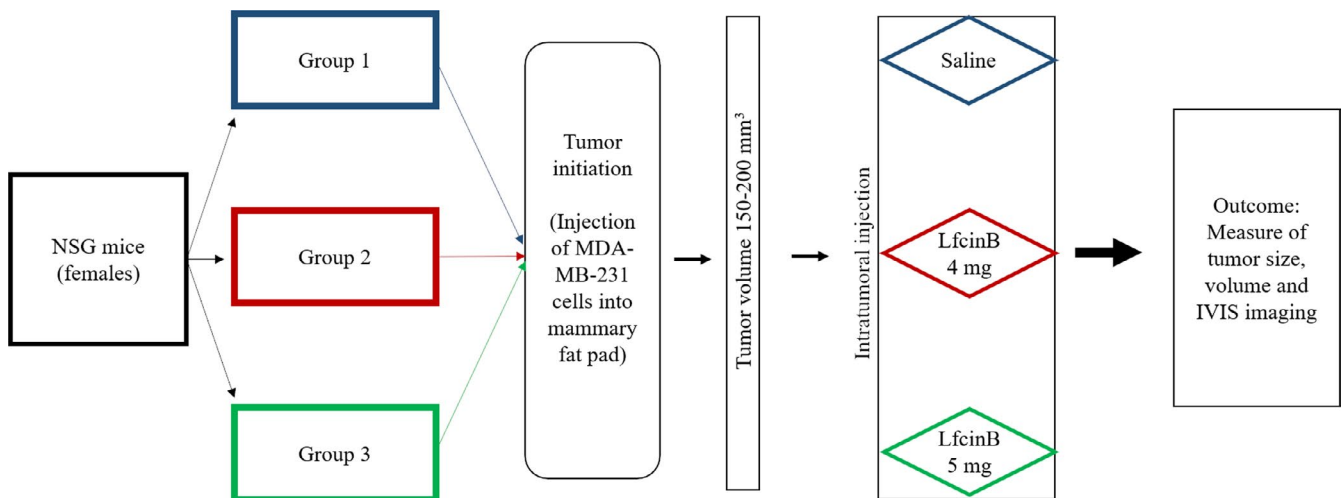 NSG mice
(females)
Group 1
Group 2
Group 3
Tumor
initiation
(Injection
of MDA-
MB-231
cells into
mammary
fat pad)
Tumor volume 150-200 mm³
Intratumoral injection
Saline
LfcinB
4 mg
LfcinB
5 mg
Outcome:
Measure of
tumor size,
volume and
IVIS imaging